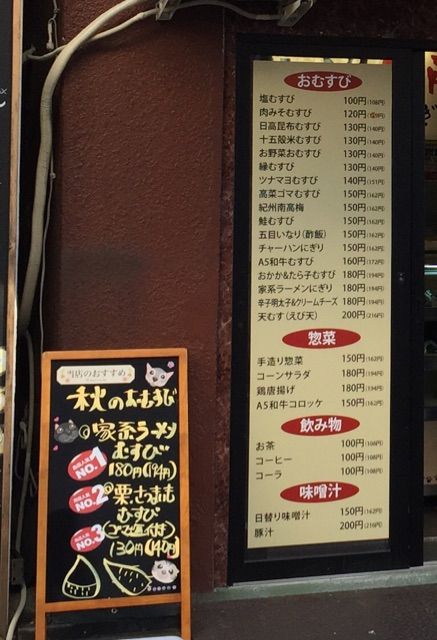 おむすび
塩むすび 100円(108円)
肉みそむすび 120円
日高昆布むすび 130円(140円)
十五殻米むすび 130円(140円)
お野菜おむすび 130円(140円)
縁むすび 130円(140円)
ツナマヨむすび 140円(151円)
高菜ゴマむすび 150円(162円)
紀州南高梅 150円(162円)
鮭むすび 150円(162円)
五目いなり(酢飯) 150円(162円)
チャーハンにぎり 150円(162円)
A5和牛むすび 160円(172円)
おかか&たら子むすび 180円(194円)
家系ラーメンにぎり 180円(194円)
辛子明太子&クリームチーズ 180円(194円)
天むす(えび天) 200円(216円)
惣菜
手造り惣菜 150円(162円)
コーンサラダ 180円(194円)
鶏唐揚げ 180円(194円)
A5和牛コロッケ 150円(162円)
飲み物
お茶 100円(108円)
コーヒー 100円(108円)
コーラ 100円(108円)
味噌汁
日替り味噌汁 150円(162円)
豚汁 200円(216円)
当店のおすすめ
秋のおむすび
NO.1
家系ラーメン
むすび
180円(194円)
NO.2
栗さつまいも
むすび
NO.3
(ごま塩付)
130円(140円)